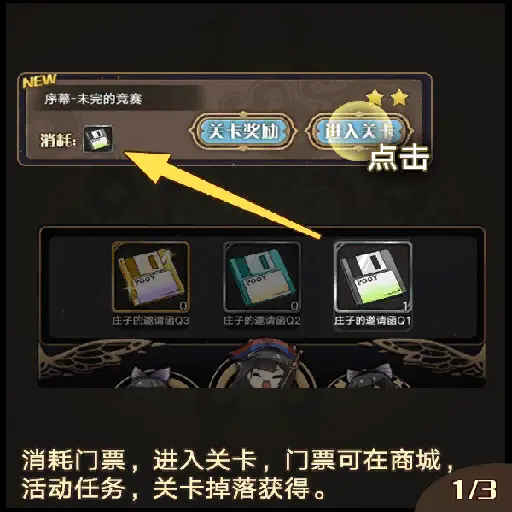 NEW
序幕-未完的竞赛
消耗:
关卡奖励
进入关卡
点击
0
0
1
庄子的邀请函Q3
庄子的邀请函Q2
庄子的邀请函Q1
消耗门票，进入关卡，门票可在商城，
活动任务，关卡掉落获得。
1/3